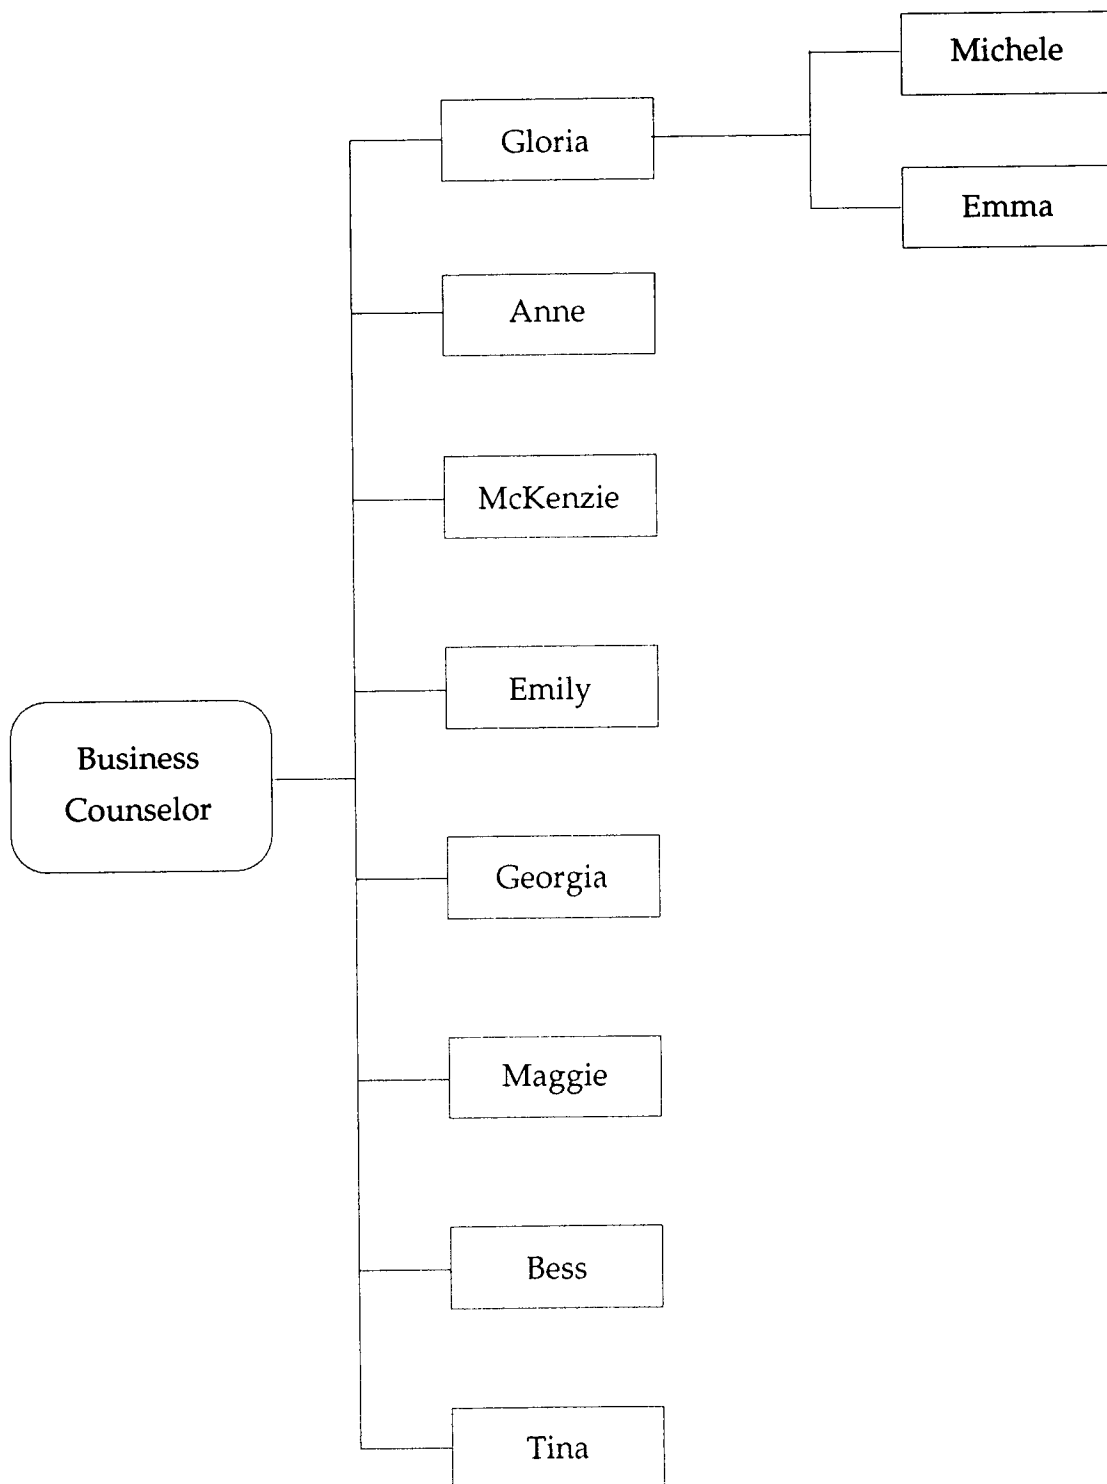 Michele
Gloria
Emma
Anne
McKenzie
Emily
Business
Counselor
Georgia
Maggie
Bess
Tina